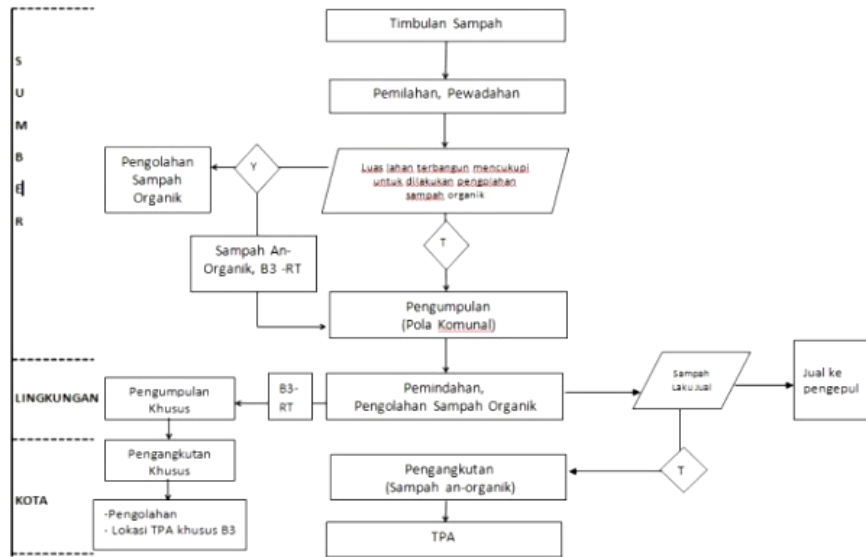 Timbulan Sampah
S
U
M
B
E
R
Pemilahan, Pewadahan
Pengolahan
Sampah
Organik
Y
Luas lahan terbangun mencukupi
untuk dilakukan pengolahan
sampah organik
Sampah An-
Organik, B3 -RT
T
Pengumpulan
(Pola Komunal)
LINGKUNGAN
Pengumpulan
Khusus
B3-
RT
Pemindahan,
Pengolahan Sampah Organik
Sampah
Laku Jual
Jual ke
pengepul
KOTA
Pengangkutan
Khusus
Pengangkutan
(Sampah an-organik)
T
-Pengolahan
- Lokasi TPA khusus B3
TPA